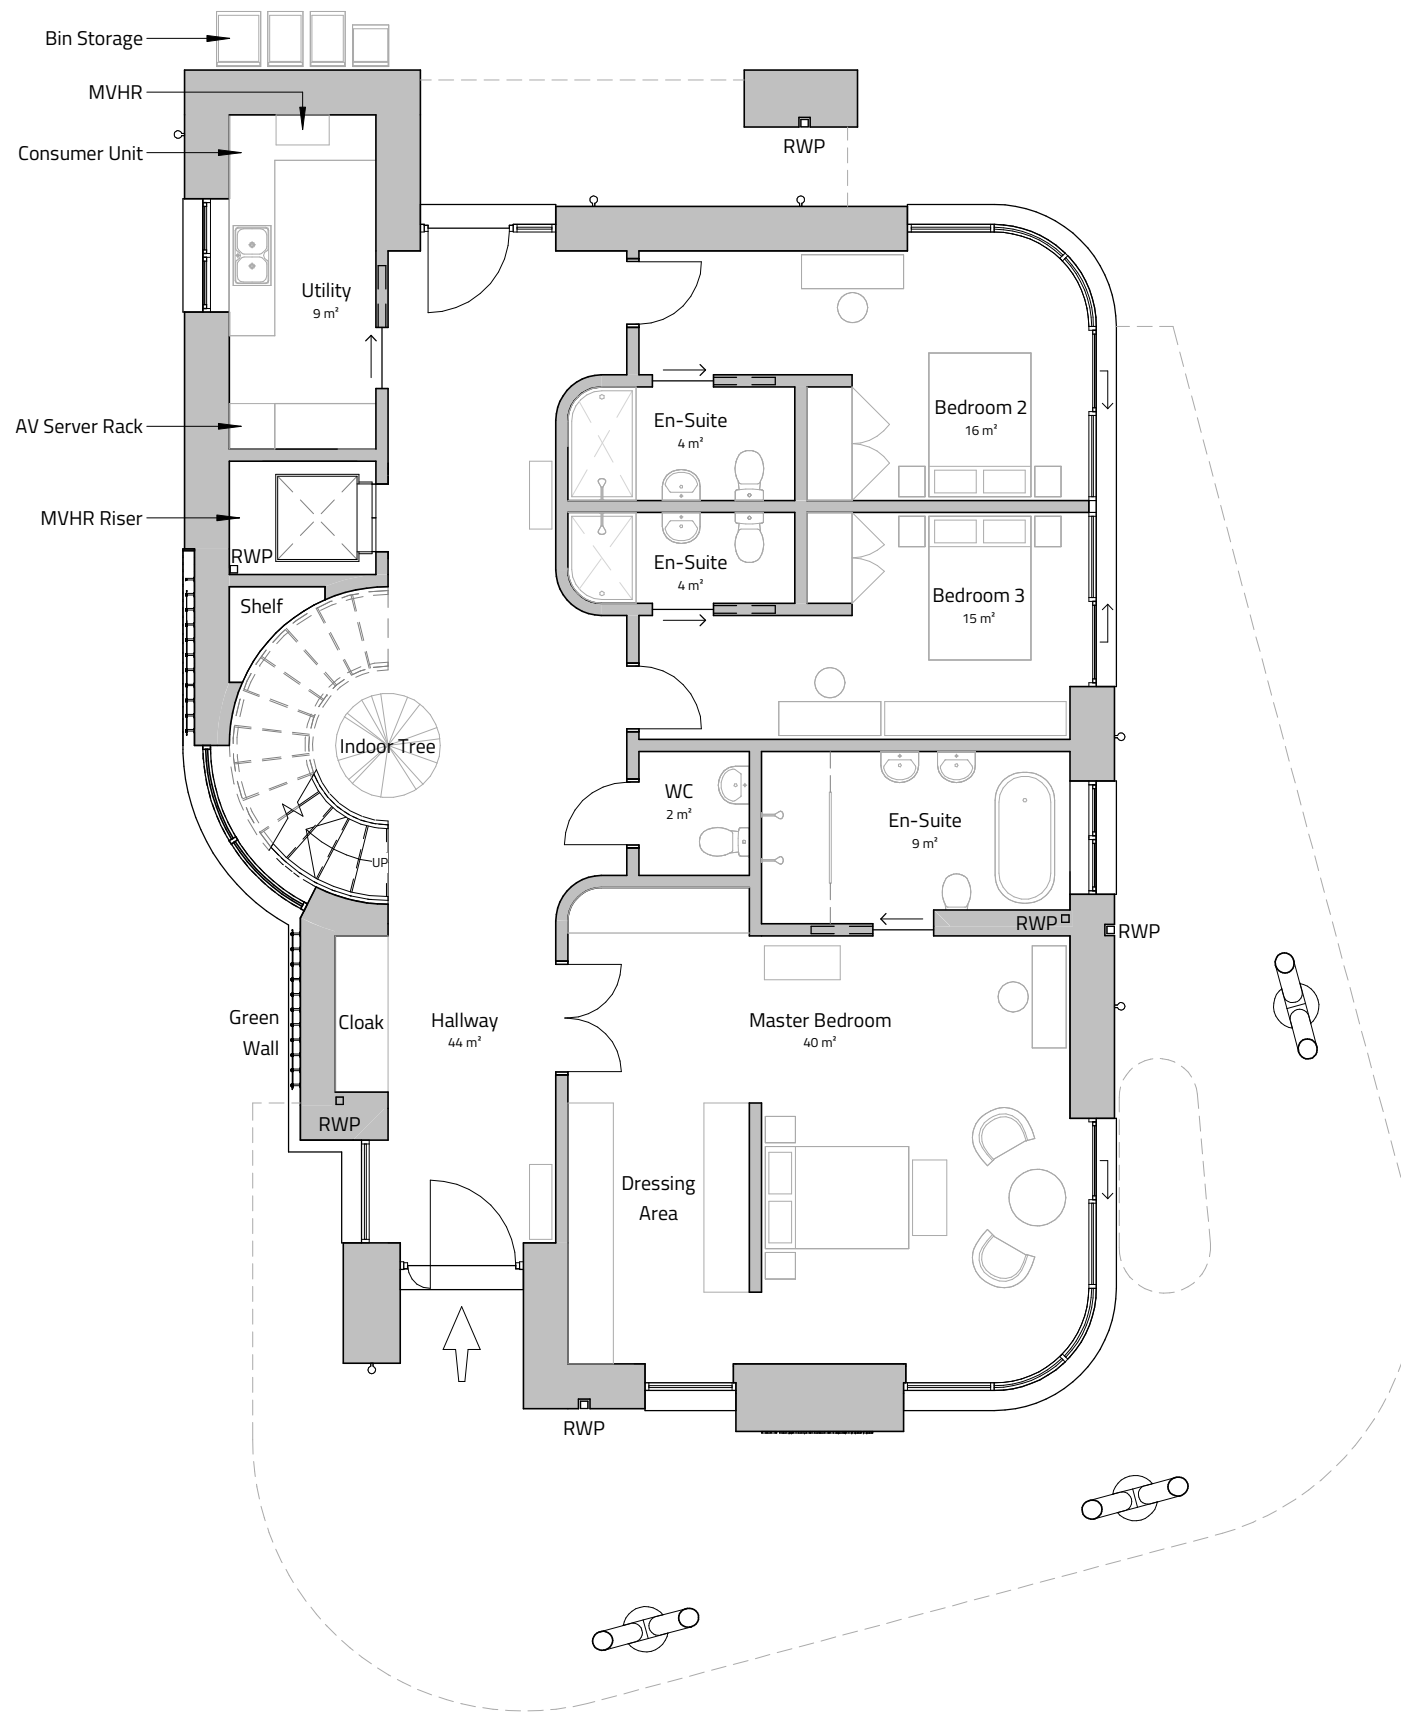 Bin Storage
MVHR
RWP
Consumer Unit
Utility
9 m²
Bedroom 2
16 m²
En-Suite
4 m²
AV Server Rack
MVHR Riser
RWP
En-Suite
4 m²
Bedroom 3
15 m²
Shelf
Indoor Tree
WC
2 m²
En-Suite
9 m²
UP
RWP
RWP
Green
Wall
Cloak
Hallway
44 m²
Master Bedroom
40 m²
RWP
Dressing
Area
RWP